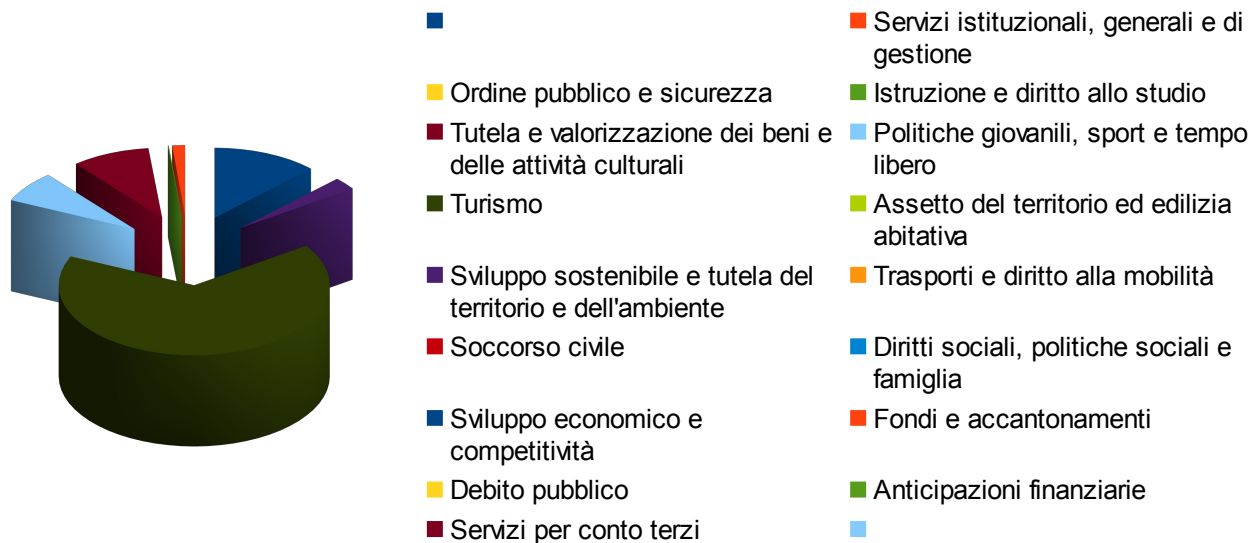 Servizi istituzionali, generali e di
gestione
Ordine pubblico e sicurezza
Istruzione e diritto allo studio
Tutela e valorizzazione dei beni e
delle attività culturali
Politiche giovanili, sport e tempo
libero
Turismo
Assetto del territorio ed edilizia
abitativa
Sviluppo sostenibile e tutela del
territorio e dell'ambiente
Trasporti e diritto alla mobilità
Soccorso civile
Diritti sociali, politiche sociali e
famiglia
Sviluppo economico e
competitività
Fondi e accantonamenti
Debito pubblico
Anticipazioni finanziarie
Servizi per conto terzi